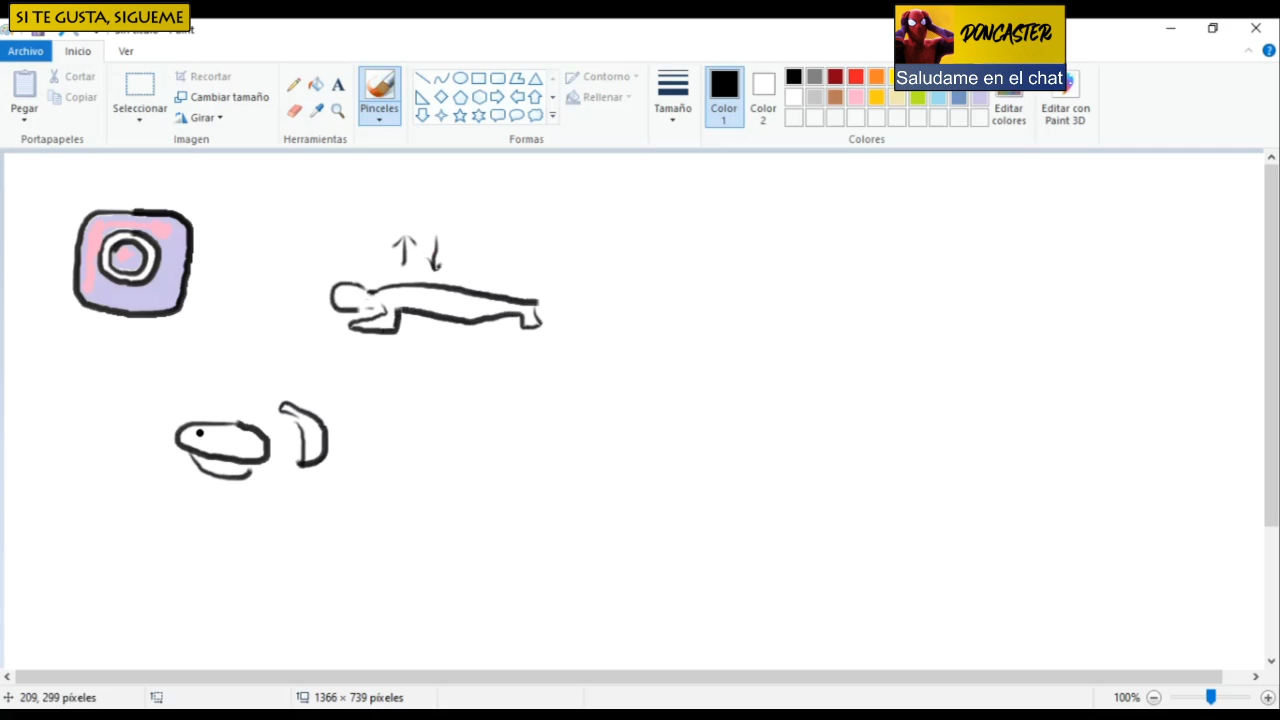 SI TE GUSTA, SIGUEME
DONCASTER
Saludame en el chat
Archivo
Inicio
Ver
Pegar
Cortar
Copiar
Portapapeles
Seleccionar
Recortar
Cambiar tamaño
Girar
Imagen
Herramientas
Pinceles
Contorno
Rellenar
Formas
Tamaño
Color 1
Color 2
Editar colores
Editar con Paint 3D
Colores
209, 299 píxeles
1366 × 739 píxeles
100%